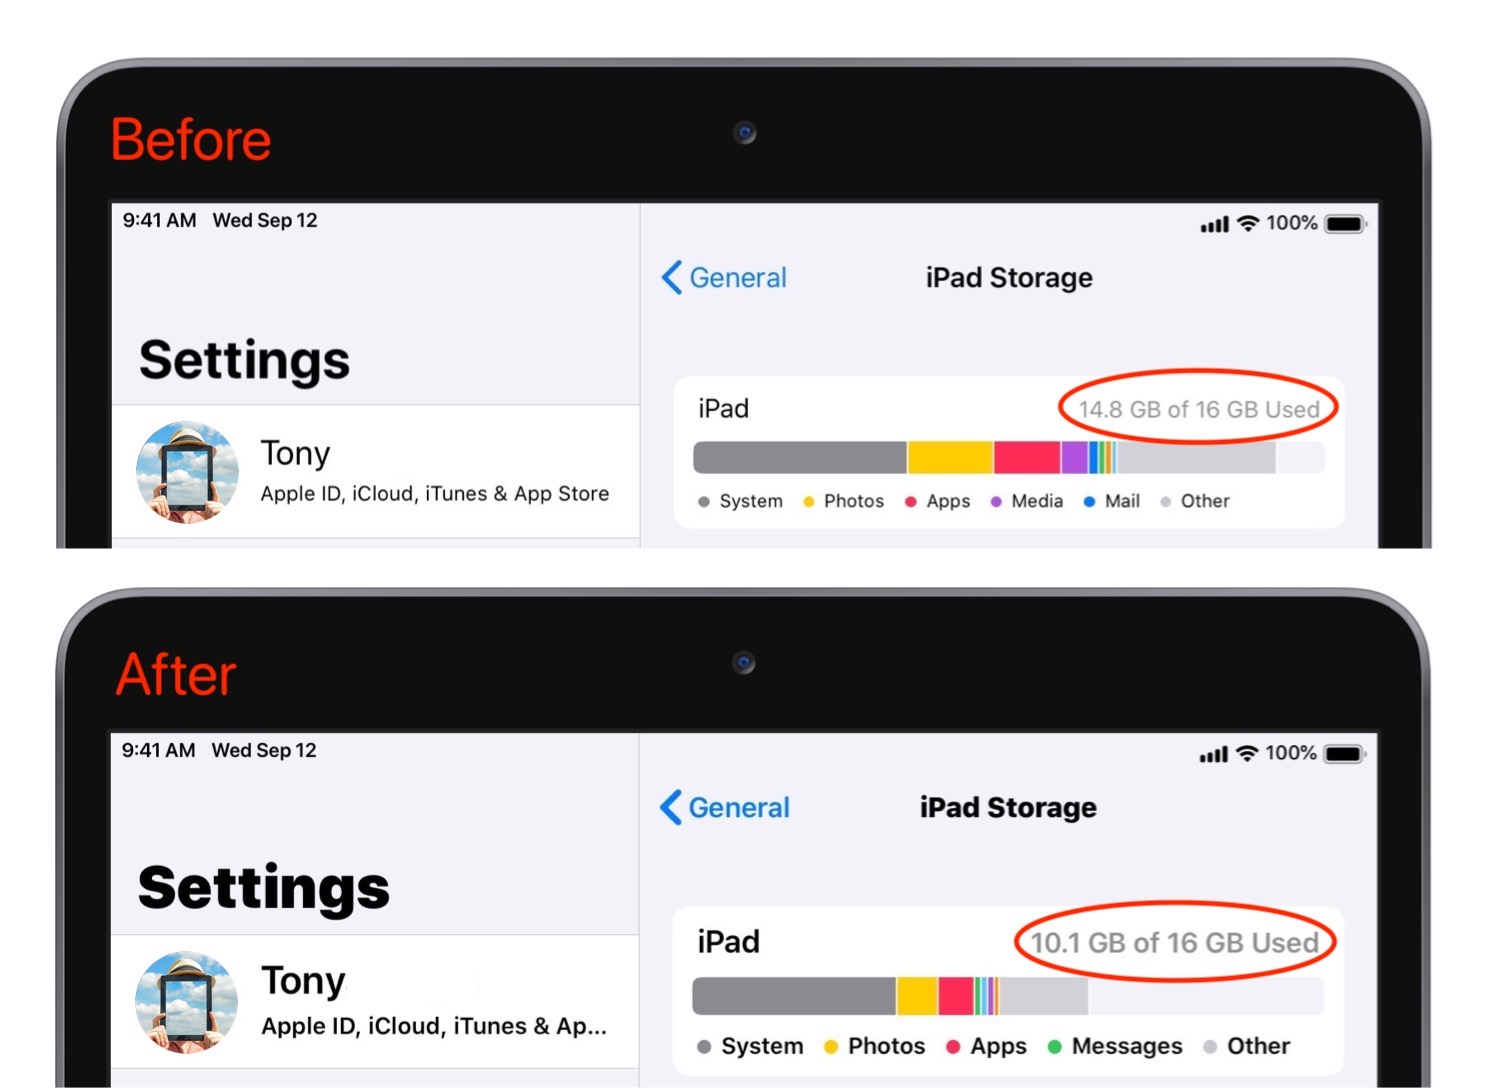 Before
9:41 AM Wed Sep 12
100%
General
iPad Storage
Settings
iPad
14.8 GB of 16 GB Used
Tony
Apple ID, iCloud, iTunes & App Store
System Photos Apps Media Mail Other
After
9:41 AM Wed Sep 12
100%
General
iPad Storage
Settings
iPad
10.1 GB of 16 GB Used
Tony
Apple ID, iCloud, iTunes & Ap...
System Photos Apps Messages Other